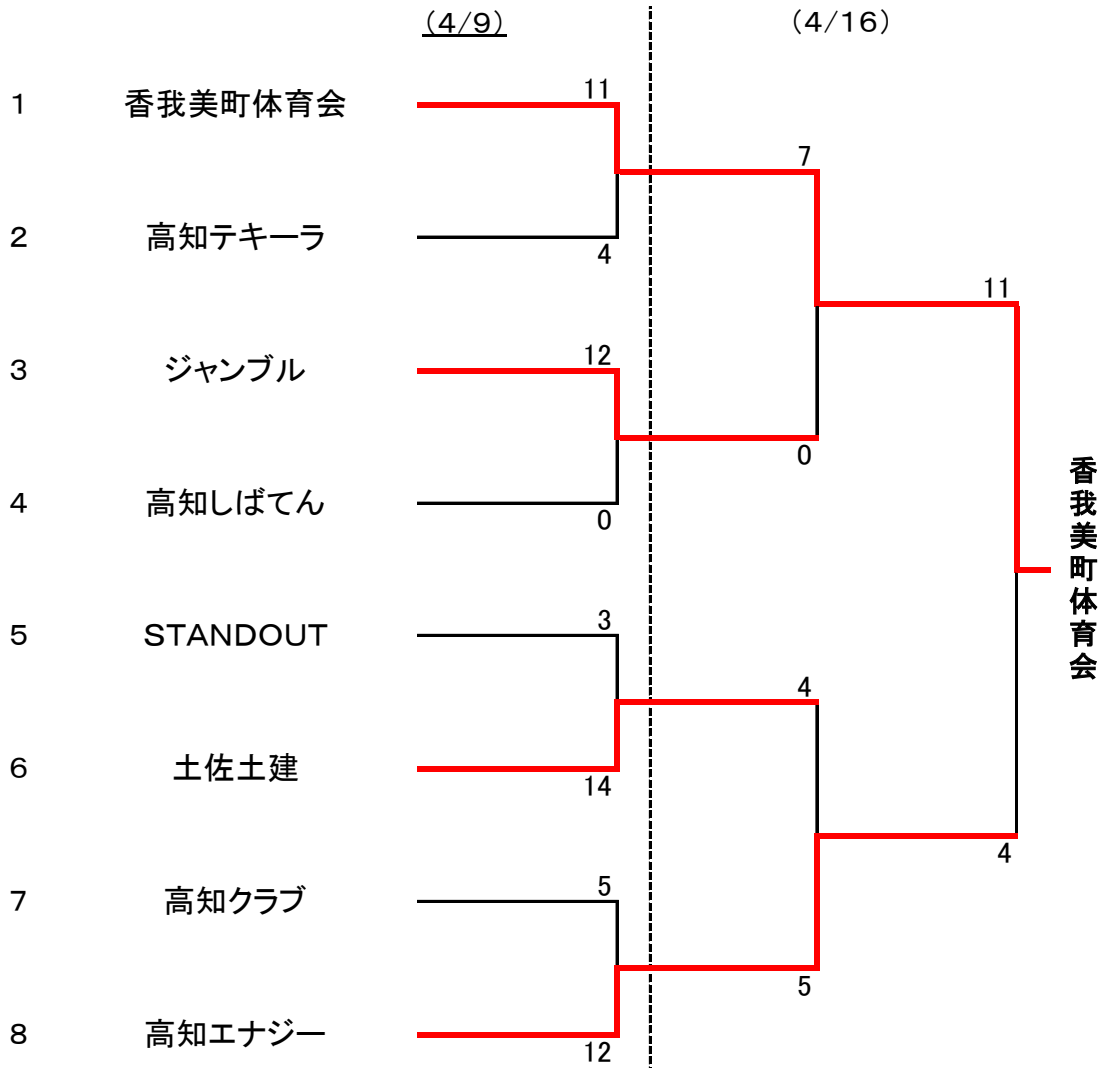 (4/9)
(4/16)
1 香我美町体育会 11
7
2 高知テキーラ 4
11
3 ジャンブル 12
0
4 高知しばてん 0
香我美町体育会
5 STANDOUT 3
4
6 土佐土建 14
4
7 高知クラブ 5
5
8 高知エナジー 12